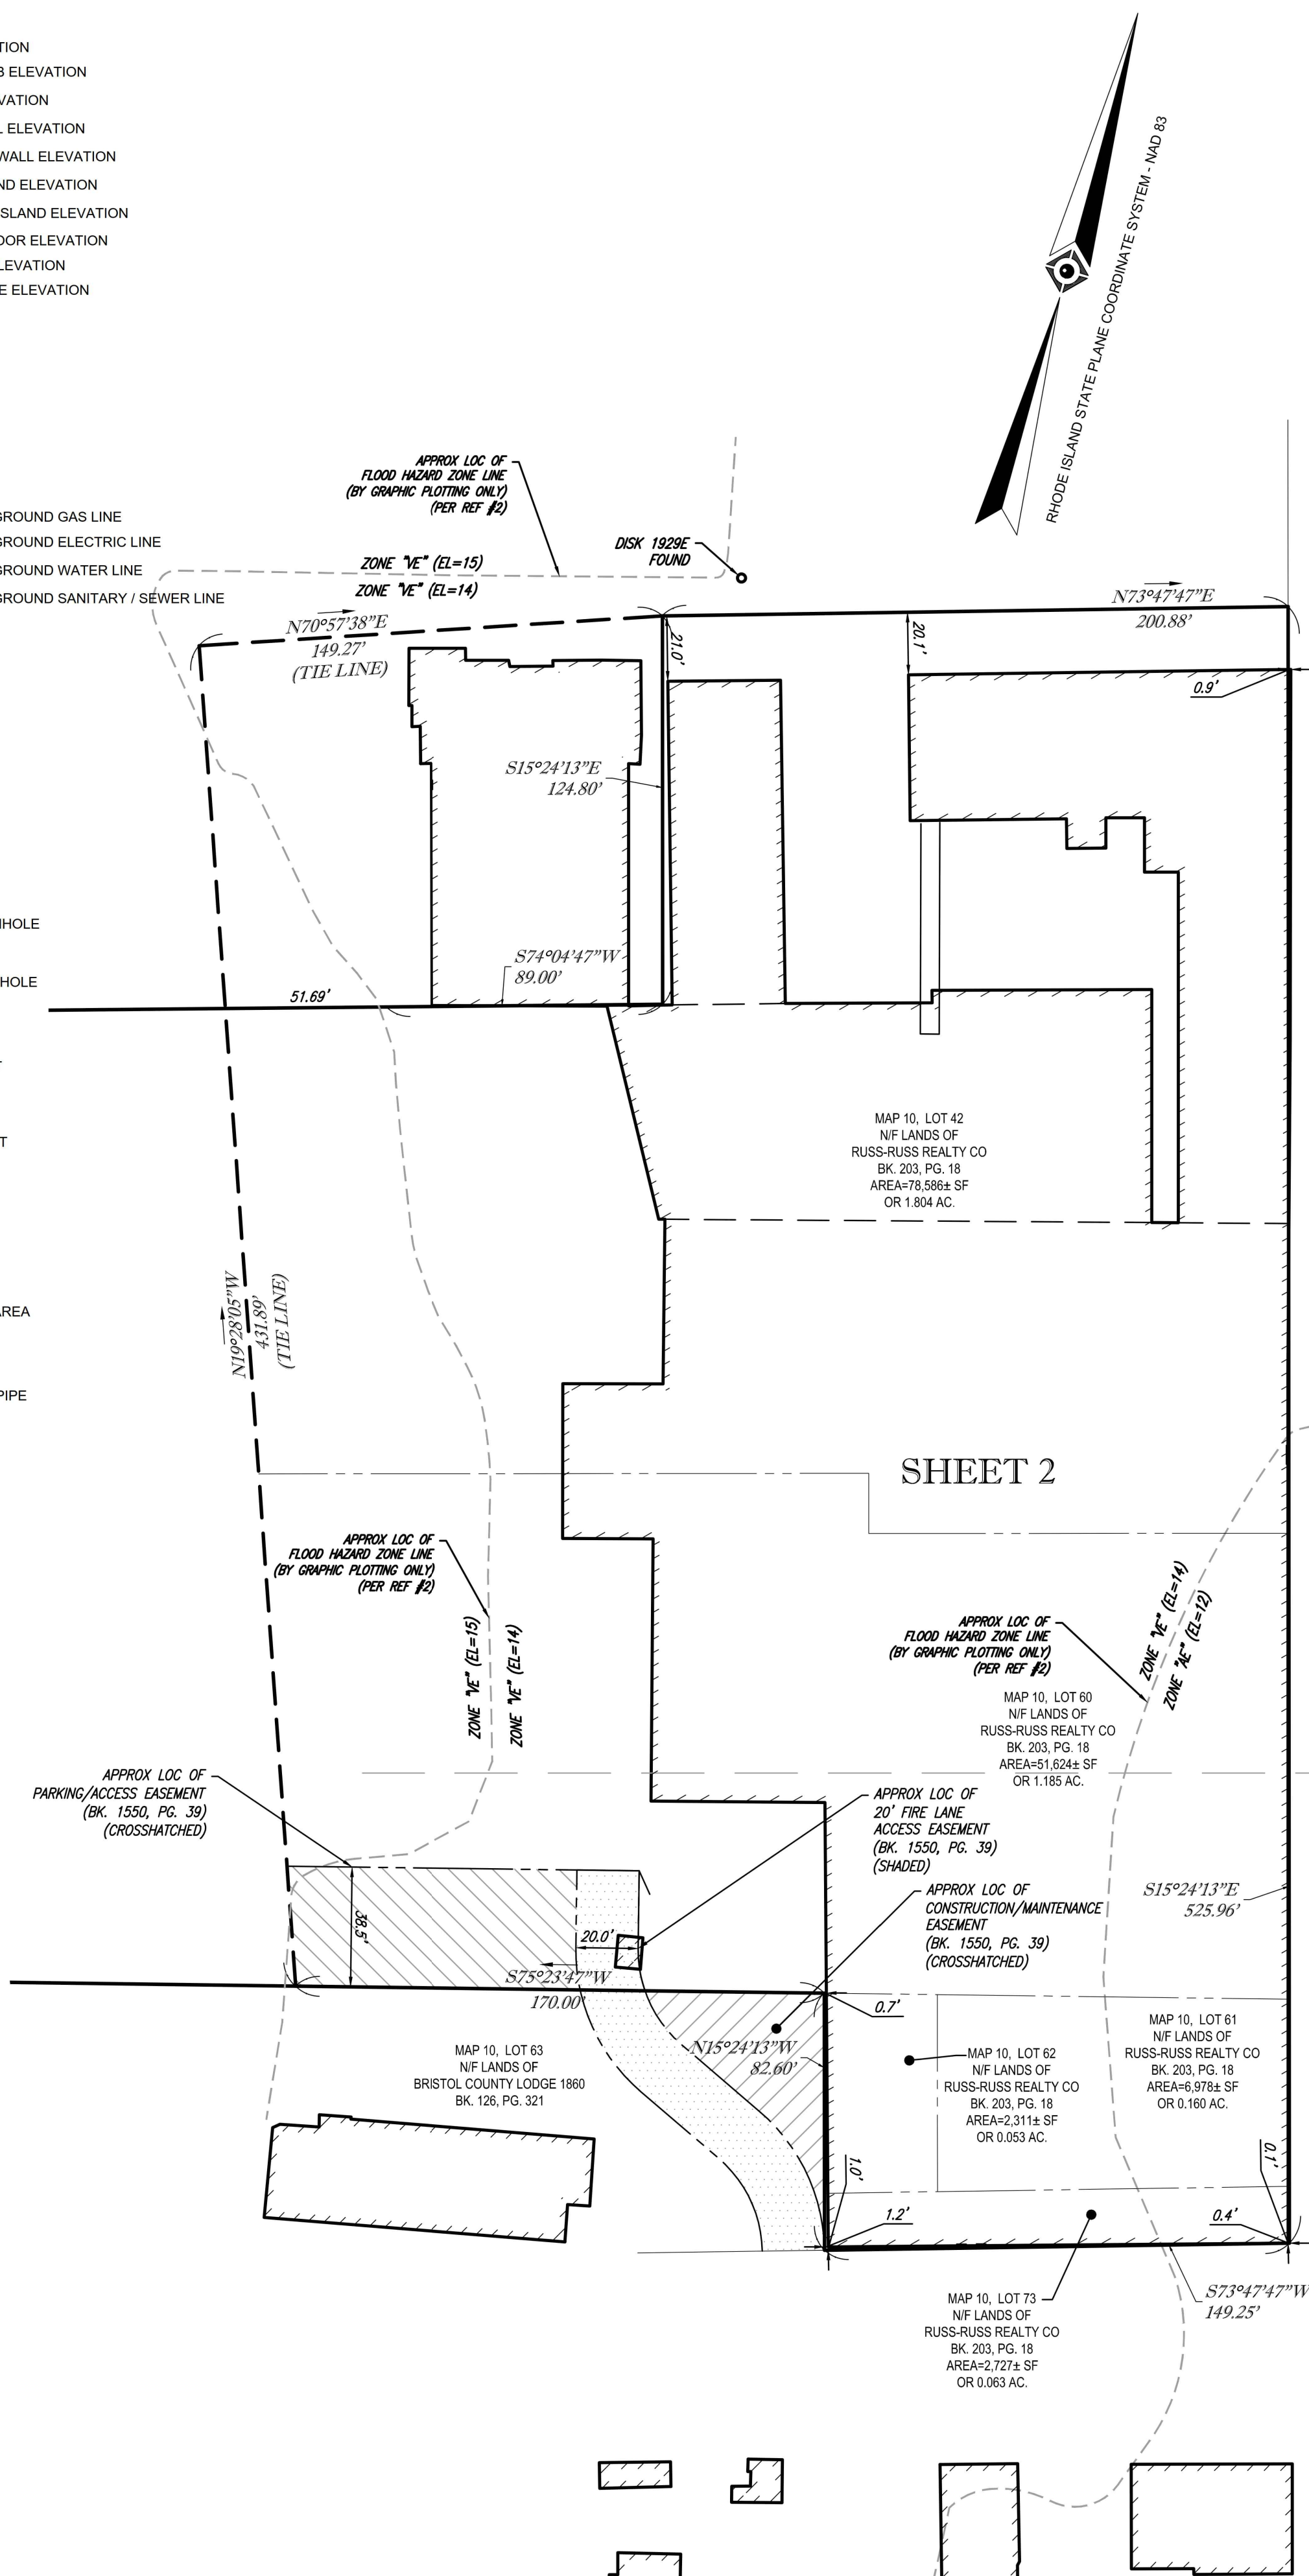 TION
B ELEVATION
VATION
L ELEVATION
WALL ELEVATION
ND ELEVATION
ISLAND ELEVATION
OOR ELEVATION
LEVATION
E ELEVATION
RHODE ISLAND STATE PLANE COORDINATE SYSTEM - NAD 83
APPROX LOC OF
FLOOD HAZARD ZONE LINE
(BY GRAPHIC PLOTTING ONLY)
(PER REF #2)
GROUND GAS LINE
GROUND ELECTRIC LINE
GROUND WATER LINE
GROUND SANITARY / SEWER LINE
DISK 1929E
FOUND
ZONE "VE" (EL=15)
ZONE "VE" (EL=14)
N70°57'38"E
149.27'
(TIE LINE)
N73°47'47"E
200.88'
21.0'
20.1'
0.9'
S15°24'13"E
124.80'
S74°04'47"W
89.00'
51.69'
NHOLE
HOLE
T
T
AREA
PIPE
MAP 10, LOT 42
N/F LANDS OF
RUSS-RUSS REALTY CO
BK. 203, PG. 18
AREA=78,586± SF
OR 1.804 AC.
N19°28'05"W
431.89'
(TIE LINE)
SHEET 2
APPROX LOC OF
FLOOD HAZARD ZONE LINE
(BY GRAPHIC PLOTTING ONLY)
(PER REF #2)
ZONE "VE" (EL=15)
ZONE "VE" (EL=14)
ZONE "VE" (EL=14)
ZONE "AE" (EL=12)
APPROX LOC OF
FLOOD HAZARD ZONE LINE
(BY GRAPHIC PLOTTING ONLY)
(PER REF #2)
MAP 10, LOT 60
N/F LANDS OF
RUSS-RUSS REALTY CO
BK. 203, PG. 18
AREA=51,624± SF
OR 1.185 AC.
APPROX LOC OF
PARKING/ACCESS EASEMENT
(BK. 1550, PG. 39)
(CROSSHATCHED)
APPROX LOC OF
20' FIRE LANE
ACCESS EASEMENT
(BK. 1550, PG. 39)
(SHADED)
APPROX LOC OF
CONSTRUCTION/MAINTENANCE
EASEMENT
(BK. 1550, PG. 39)
(CROSSHATCHED)
S15°24'13"E
525.96'
38.5'
20.0'
S75°23'47"W
170.00'
0.7'
N15°24'13"W
82.60'
MAP 10, LOT 63
N/F LANDS OF
BRISTOL COUNTY LODGE 1860
BK. 126, PG. 321
MAP 10, LOT 62
N/F LANDS OF
RUSS-RUSS REALTY CO
BK. 203, PG. 18
AREA=2,311± SF
OR 0.053 AC.
MAP 10, LOT 61
N/F LANDS OF
RUSS-RUSS REALTY CO
BK. 203, PG. 18
AREA=6,978± SF
OR 0.160 AC.
1.0'
1.2'
0.1'
0.4'
S73°47'47"W
149.25'
MAP 10, LOT 73
N/F LANDS OF
RUSS-RUSS REALTY CO
BK. 203, PG. 18
AREA=2,727± SF
OR 0.063 AC.